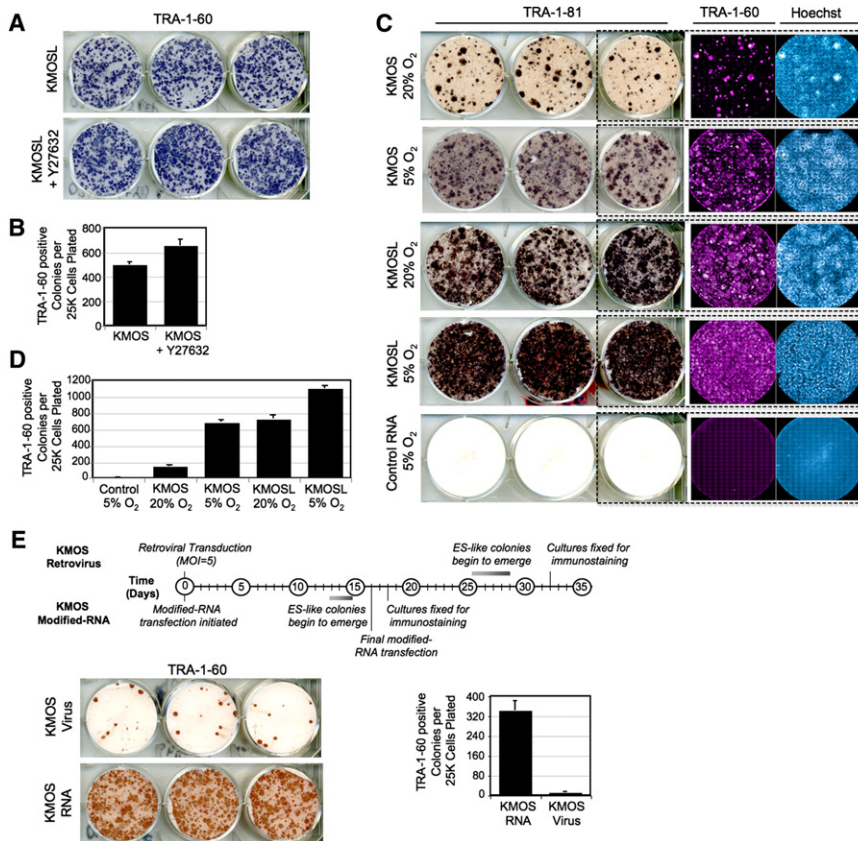 A
TRA-1-60
KMOSL
KMOSL
+ Y27632
B
TRA-1-60 positive
Colonies per
25K Cells Plated
800
600
400
200
0
KMOS
KMOS
+ Y27632
C
TRA-1-81
TRA-1-60
Hoechst
KMOS
20% O₂
KMOS
5% O₂
KMOSL
20% O₂
KMOSL
5% O₂
Control RNA
5% O₂
D
TRA-1-60 positive
Colonies per
25K Cells Plated
1200
1000
800
600
400
200
0
Control
5% O₂
KMOS
20% O₂
KMOS
5% O₂
KMOSL
20% O₂
KMOSL
5% O₂
E
KMOS
Retrovirus
Retroviral Transduction
(MOI=5)
ES-like colonies
begin to emerge
Cultures fixed for
immunostaining
Time
(Days)
0 5 10 15 20 25 30 35
KMOS
Modified-RNA
Modified-RNA
transfection initiated
ES-like colonies
begin to emerge
Cultures fixed for
immunostaining
Final modified-
RNA transfection
TRA-1-60
KMOS
Virus
KMOS
RNA
TRA-1-60 positive
Colonies per
25K Cells Plated
400
320
240
160
80
0
KMOS
RNA
KMOS
Virus